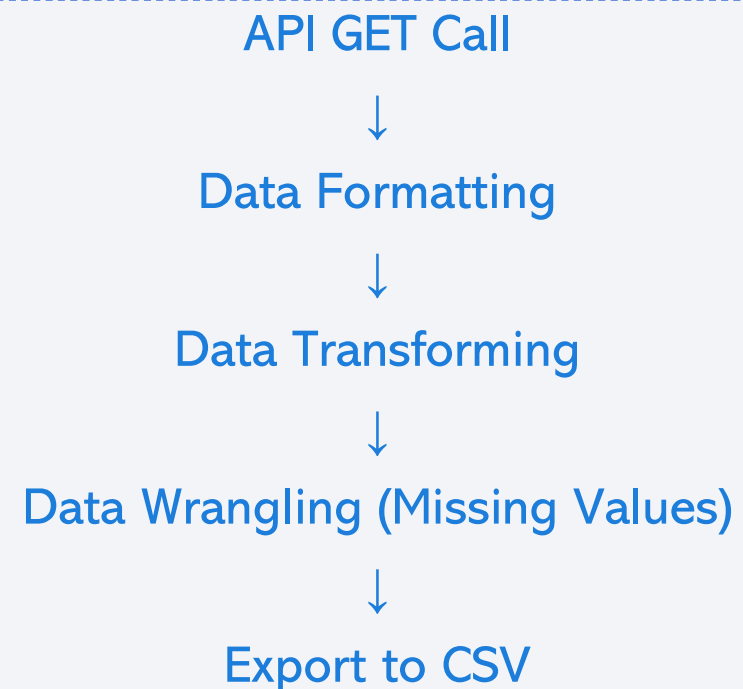 API GET Call
↓
Data Formatting
↓
Data Transforming
↓
Data Wrangling (Missing Values)
↓
Export to CSV